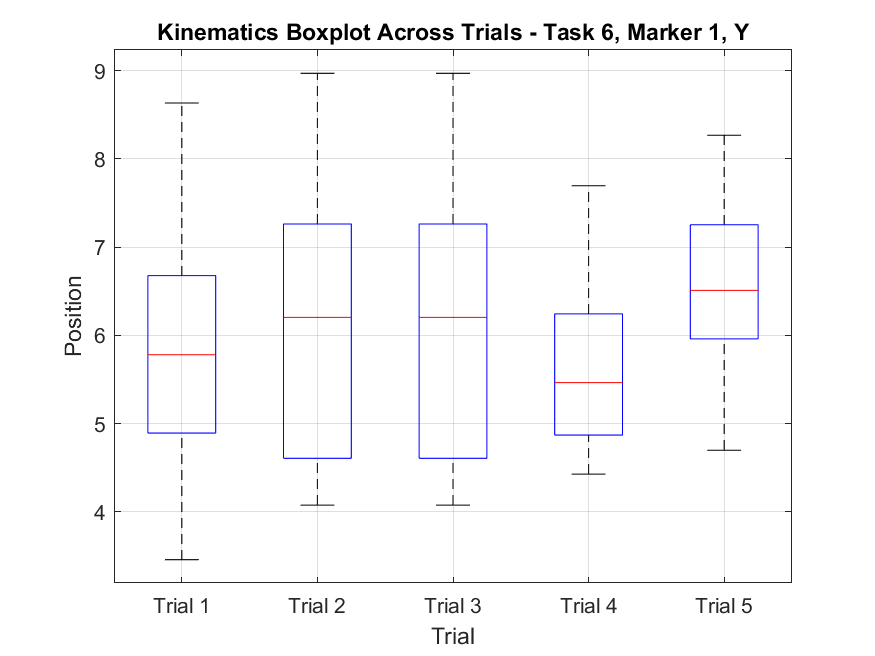 Kinematics Boxplot Across Trials - Task 6, Marker 1, Y
9
8
7
6
5
4
Position
Trial 1 Trial 2 Trial 3 Trial 4 Trial 5
Trial